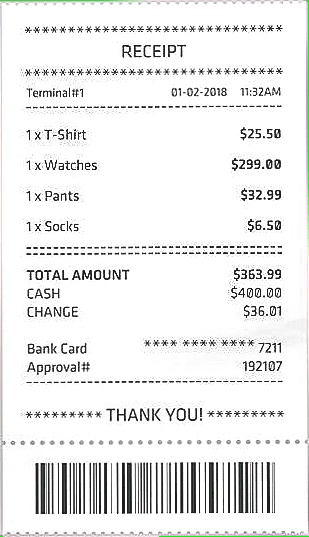 ******************************
RECEIPT
******************************
Terminal#1 01-02-2018 11:32AM
1 x T-Shirt $25.50
1 x Watches $299.00
1 x Pants $32.99
1 x Socks $6.50
TOTAL AMOUNT $363.99
CASH $400.00
CHANGE $36.01
Bank Card **** **** **** 7211
Approval# 192107
********* THANK YOU! *********